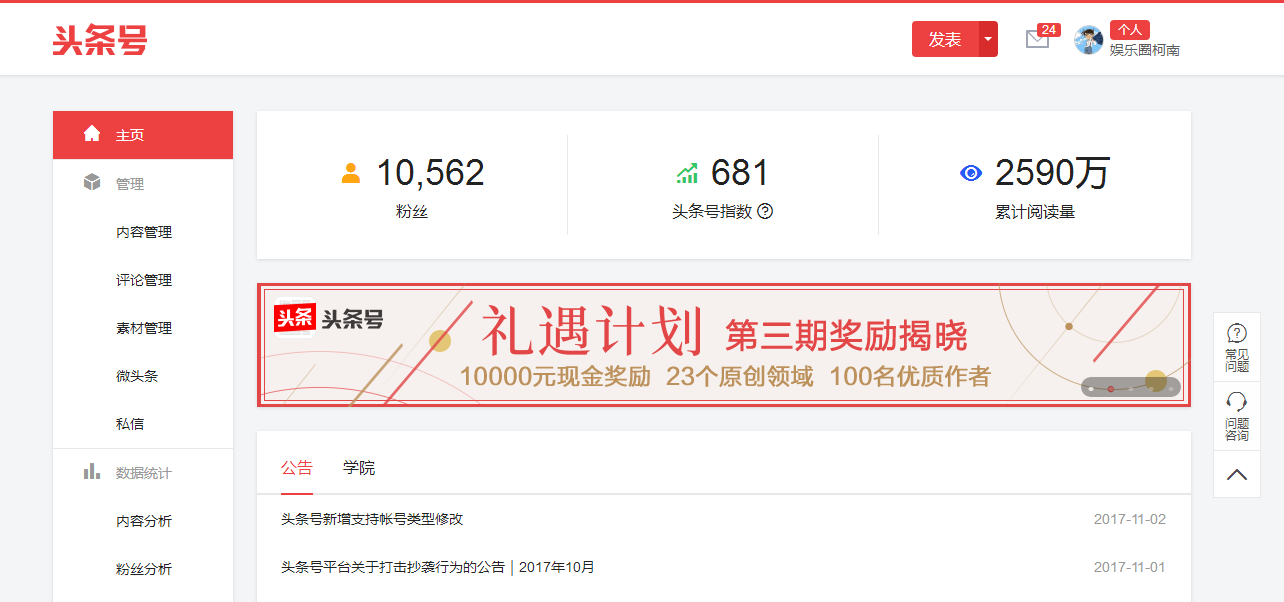 头条号
发表
24
个人
娱乐圈柯南
主页
管理
内容管理
评论管理
素材管理
微头条
私信
数据统计
内容分析
粉丝分析
10,562
粉丝
681
头条号指数
2590万
累计阅读量
头条 头条号
礼遇计划 第三期奖励揭晓
10000元现金奖励 23个原创领域 100名优质作者
公告 学院
头条号新增支持帐号类型修改 2017-11-02
头条号平台关于打击抄袭行为的公告｜2017年10月 2017-11-01
常见
问题
问题
咨询